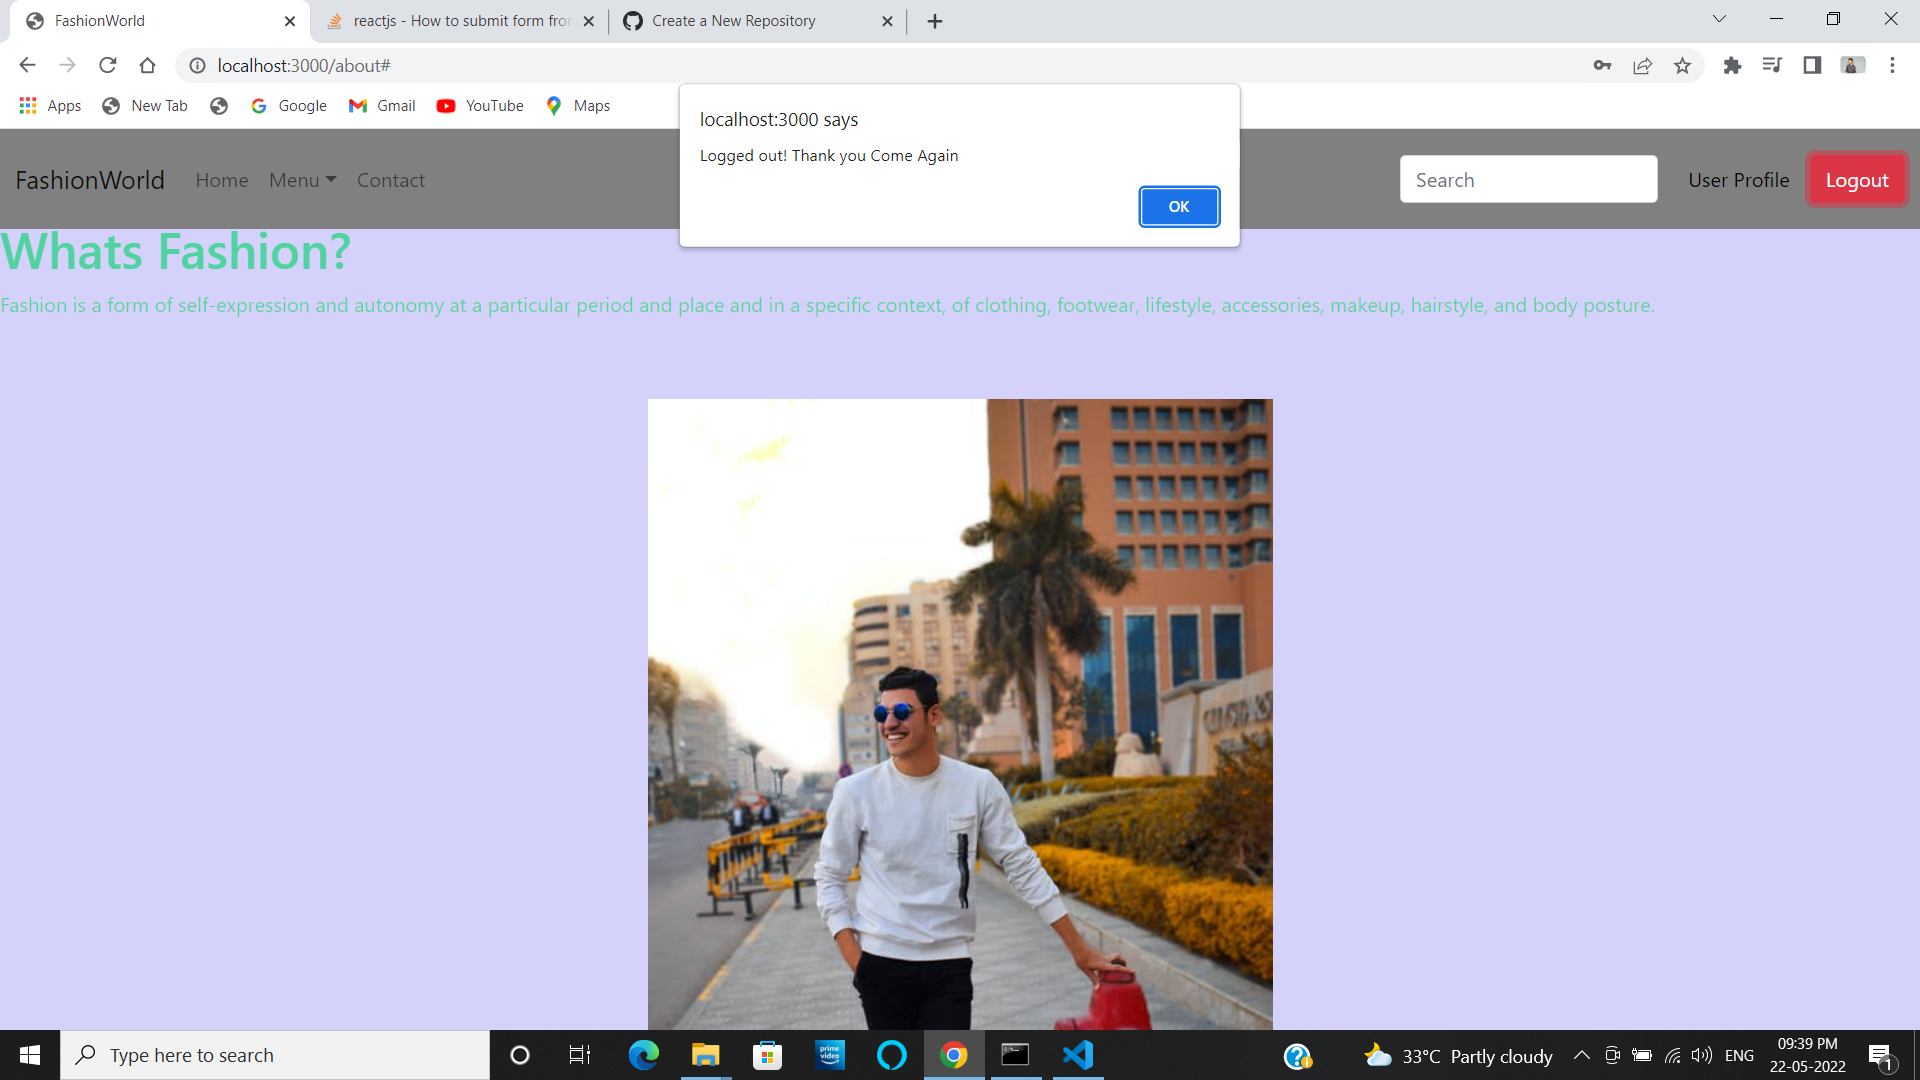 FashionWorld
reactjs - How to submit form from
Create a New Repository
localhost:3000/about#
Apps
New Tab
Google
Gmail
YouTube
Maps
localhost:3000 says
Logged out! Thank you Come Again
OK
FashionWorld
Home
Menu
Contact
Search
User Profile
Logout
Whats Fashion?
Fashion is a form of self-expression and autonomy at a particular period and place and in a specific context, of clothing, footwear, lifestyle, accessories, makeup, hairstyle, and body posture.
Type here to search
prime video
33°C Partly cloudy
ENG
09:39 PM
22-05-2022
1